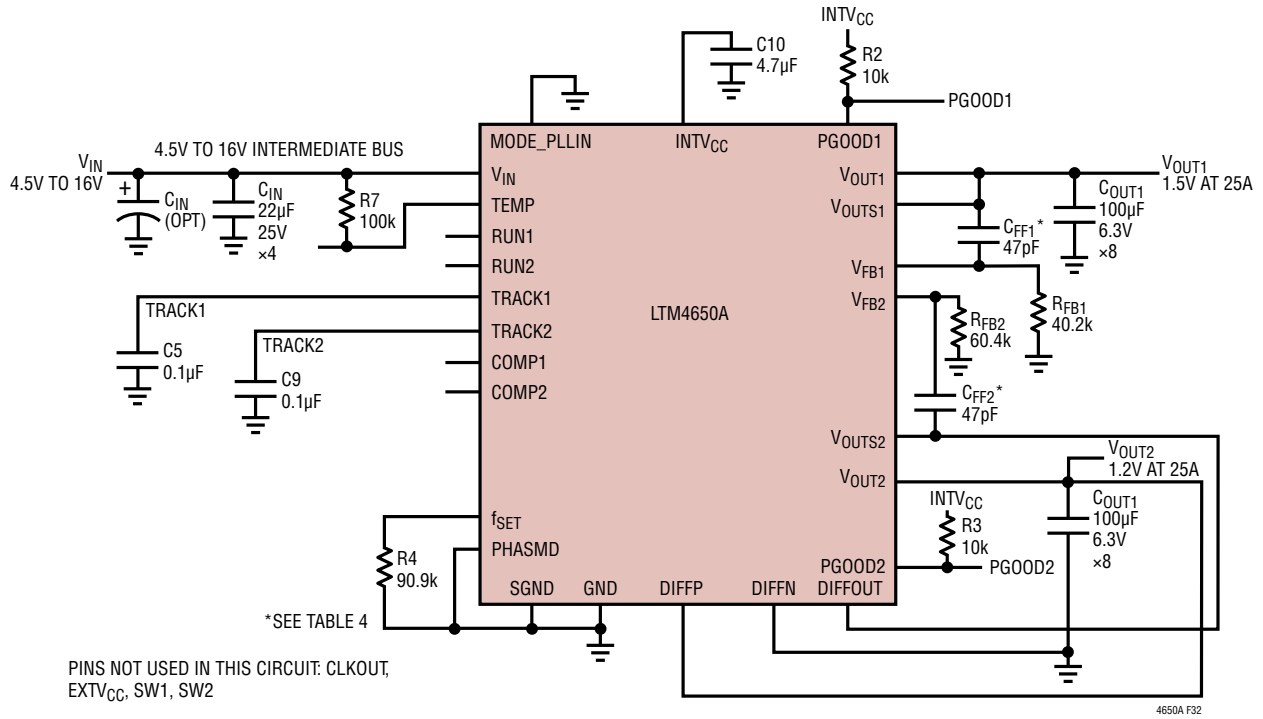 INTVCC
C10
4.7µF
R2
10k
PGOOD1
MODE_PLLIN
INTVCC
PGOOD1
4.5V TO 16V INTERMEDIATE BUS
VIN
4.5V TO 16V
+
CIN
(OPT)
CIN
22µF
25V
×4
R7
100k
VIN
TEMP
RUN1
RUN2
TRACK1
TRACK2
COMP1
COMP2
TRACK1
C5
0.1µF
TRACK2
C9
0.1µF
LTM4650A
VOUT1
VOUTS1
VFB1
VFB2
VOUTS2
VOUT2
PGOOD2
VOUT1
1.5V AT 25A
COUT1
100µF
6.3V
×8
CFF1*
47pF
RFB1
40.2k
RFB2
60.4k
CFF2*
47pF
VOUT2
1.2V AT 25A
COUT1
100µF
6.3V
×8
INTVCC
R3
10k
PGOOD2
fSET
PHASMD
R4
90.9k
SGND
GND
DIFFP
DIFFN
DIFFOUT
*SEE TABLE 4
PINS NOT USED IN THIS CIRCUIT: CLKOUT,
EXTVCC, SW1, SW2
4650A F32